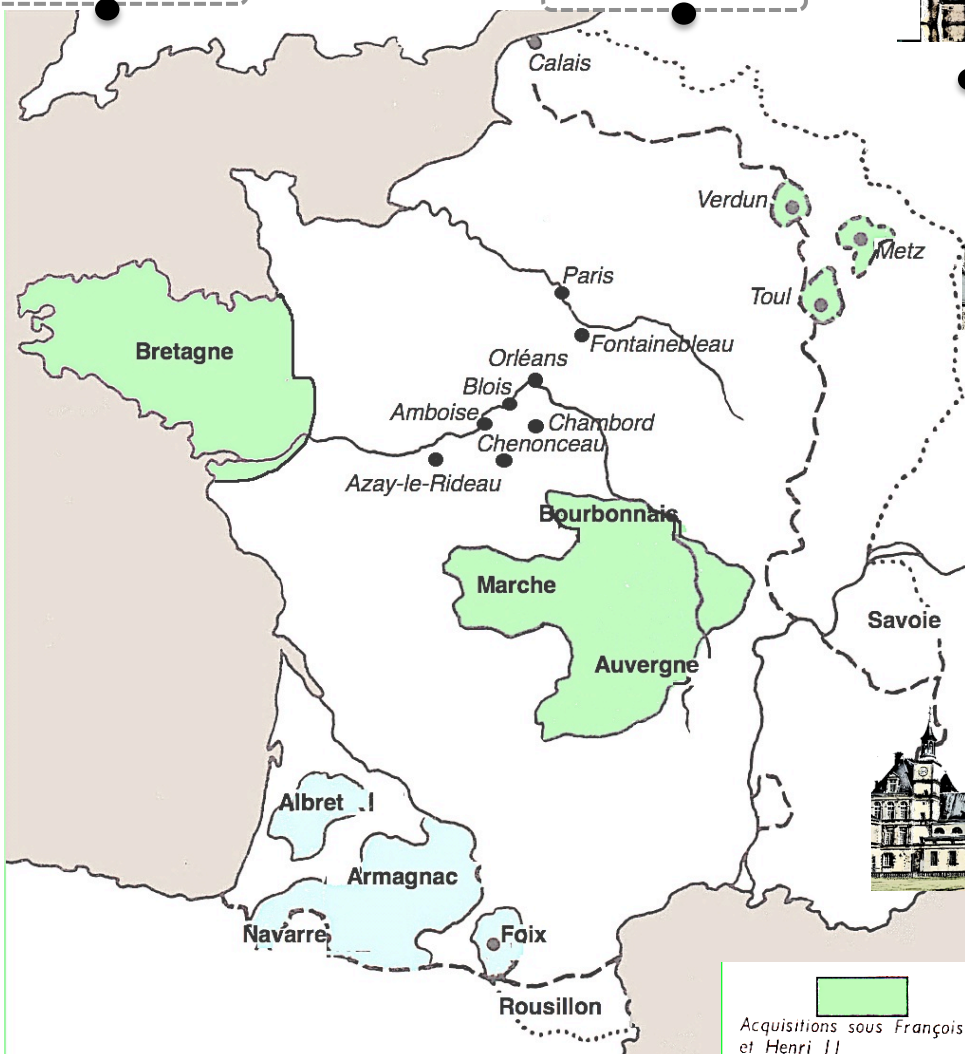 Calais
Verdun
Metz
Toul
Paris
Fontainebleau
Orléans
Blois
Amboise
Chambord
Chenonceau
Azay-le-Rideau
Bretagne
Bourbonnais
Marche
Auvergne
Savoie
Albret
Armagnac
Navarre
Foix
Rousillon
Acquisitions sous François
et Henri II